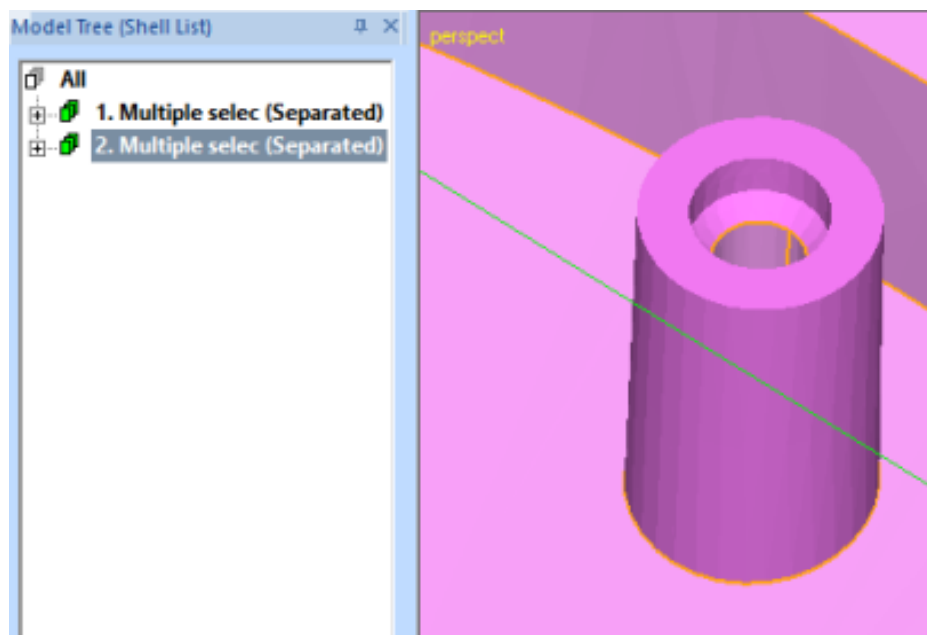 Model Tree (Shell List)
All
1. Multiple selec (Separated)
2. Multiple selec (Separated)
perspect